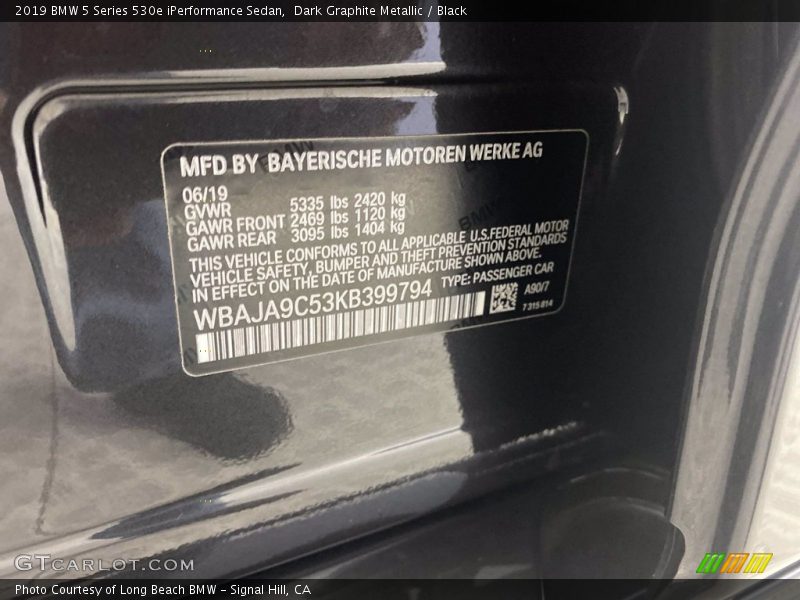 2019 BMW 5 Series 530e iPerformance Sedan, Dark Graphite Metallic / Black
MFD BY BAYERISCHE MOTOREN WERKE AG
06/19
GVWR 5335 lbs 2420 kg
GAWR FRONT 2469 lbs 1120 kg
GAWR REAR 3095 lbs 1404 kg
THIS VEHICLE CONFORMS TO ALL APPLICABLE U.S.FEDERAL MOTOR
VEHICLE SAFETY, BUMPER AND THEFT PREVENTION STANDARDS
IN EFFECT ON THE DATE OF MANUFACTURE SHOWN ABOVE.
WBAJA9C53KB399794 TYPE: PASSENGER CAR
A90/7
7315814
GTCARLOT.COM
Photo Courtesy of Long Beach BMW - Signal Hill, CA